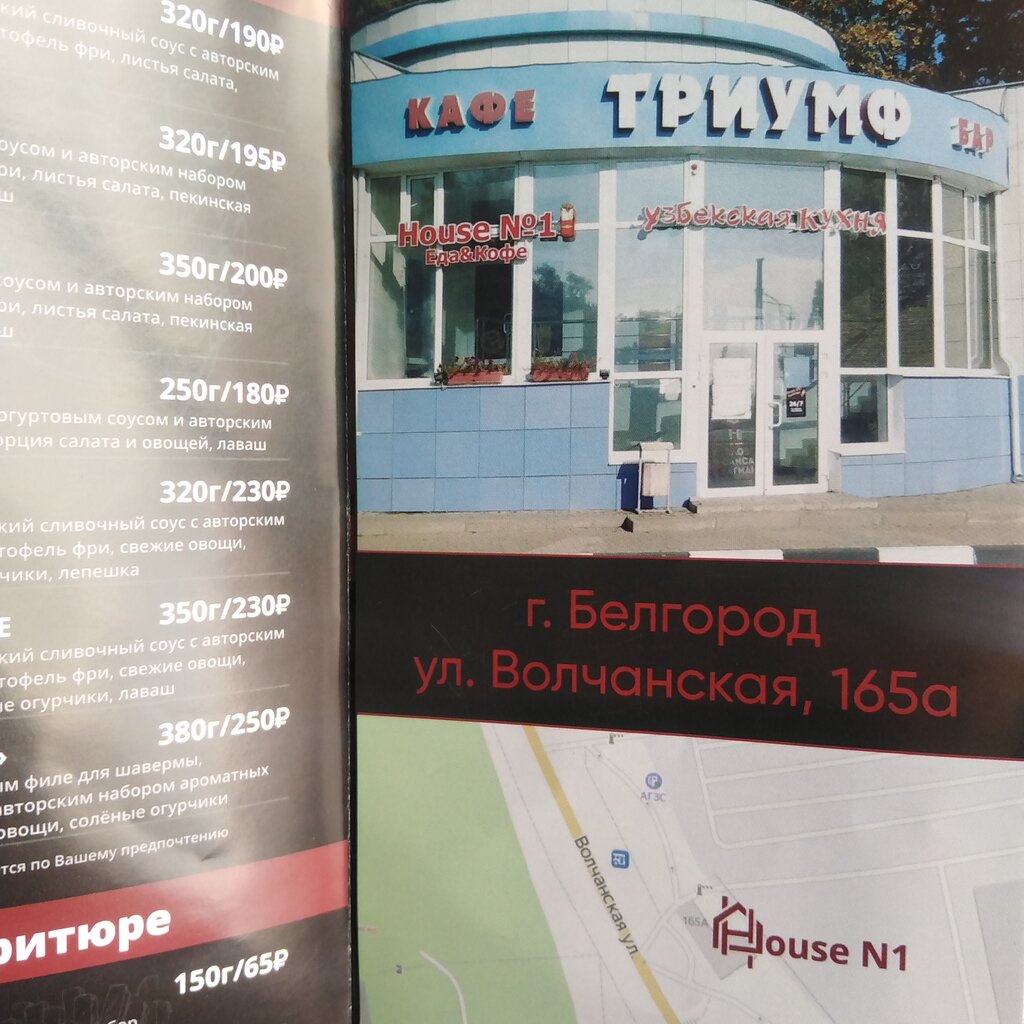 320г/190₽
кий сливочный соус с авторским
тофель фри, листья салата,
320г/195₽
оусом и авторским набором
ри, листья салата, пекинская
ш
350г/200₽
соусом и авторским набором
ри, листья салата, пекинская
ш
250г/180₽
огуртовым соусом и авторским
орция салата и овощей, лаваш
320г/230₽
кий сливочный соус с авторским
тофель фри, свежие овощи,
чики, лепешка
350г/230₽
Е
кий сливочный соус с авторским
тофель фри, свежие овощи,
е огурчики, лаваш
380г/250₽
»
ым филе для шавермы,
авторским набором ароматных
овощи, солёные огурчики
тся по Вашему предпочтению
ритюре
150г/65₽
КАФЕ ТРИУМФ БАР
House №1
Еда&Кофе
узбекская кухня
24/7
г. Белгород
ул. Волчанская, 165а
АГЗС
Волчанская ул.
165А
House N1